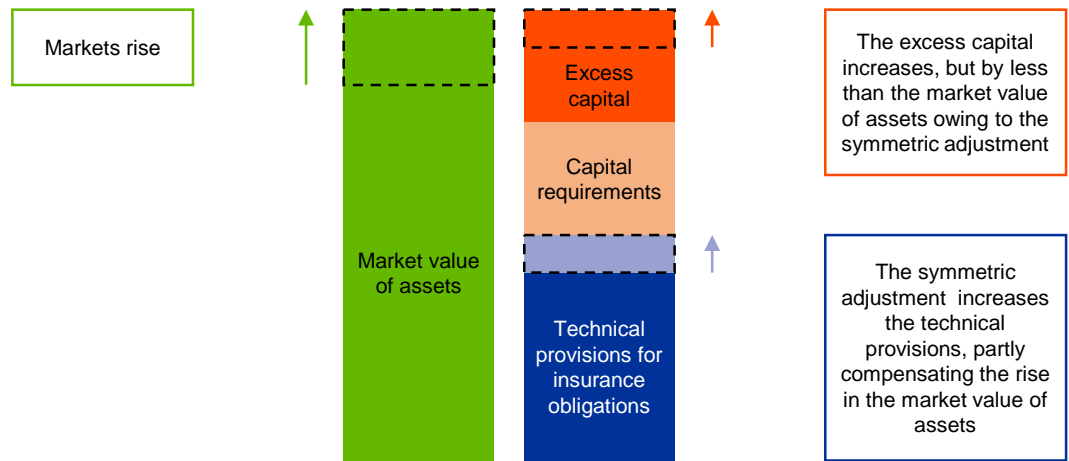 Markets rise
Market value
of assets
Excess
capital
Capital
requirements
Technical
provisions for
insurance
obligations
The excess capital
increases, but by less
than the market value
of assets owing to the
symmetric adjustment
The symmetric
adjustment  increases
the technical
provisions, partly
compensating the rise
in the market value of
assets